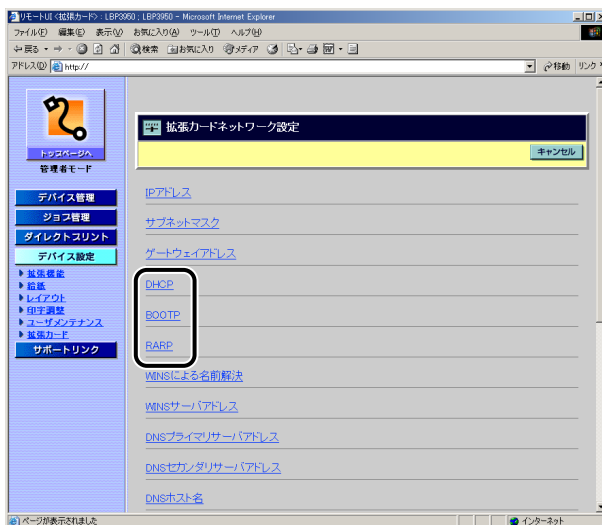 リモートUI <拡張カード> : LBP3950 ; LBP3950 - Microsoft Internet Explorer
ファイル(F) 編集(E) 表示(V) お気に入り(A) ツール(T) ヘルプ(H)
戻る 検索 お気に入り メディア
アドレス(D) http:// 移動 リンク
トップページへ
管理者モード
デバイス管理
ジョブ管理
ダイレクトプリント
デバイス設定
拡張機能
給紙
レイアウト
印字調整
ユーザメンテナンス
拡張カード
サポートリンク
拡張カードネットワーク設定
キャンセル
IPアドレス
サブネットマスク
ゲートウェイアドレス
DHCP
BOOTP
RARP
WINSによる名前解決
WINSサーバアドレス
DNSプライマリサーバアドレス
DNSセカンダリサーバアドレス
DNSホスト名
ページが表示されました インターネット